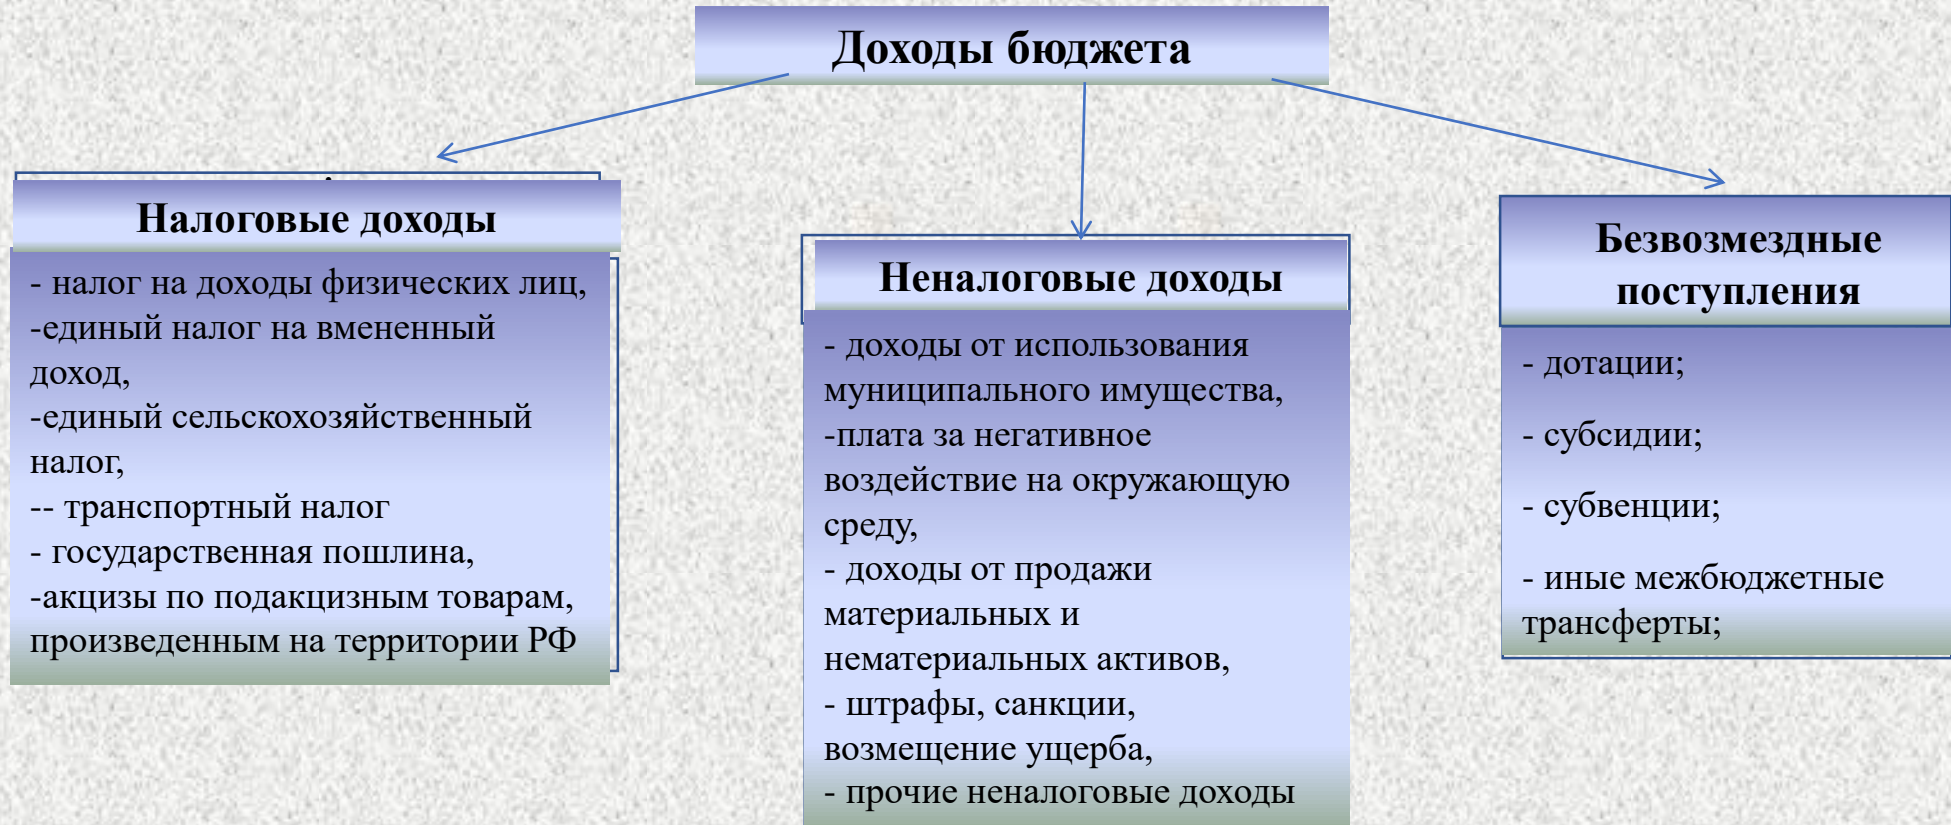 Доходы бюджета
Налоговые доходы
- налог на доходы физических лиц,
-единый налог на вмененный
доход,
-единый сельскохозяйственный
налог,
-- транспортный налог
- государственная пошлина,
-акцизы по подакцизным товарам,
произведенным на территории РФ
Неналоговые доходы
- доходы от использования
муниципального имущества,
-плата за негативное
воздействие на окружающую
среду,
- доходы от продажи
материальных и
нематериальных активов,
- штрафы, санкции,
возмещение ущерба,
- прочие неналоговые доходы
Безвозмездные
поступления
- дотации;
- субсидии;
- субвенции;
- иные межбюджетные
трансферты;